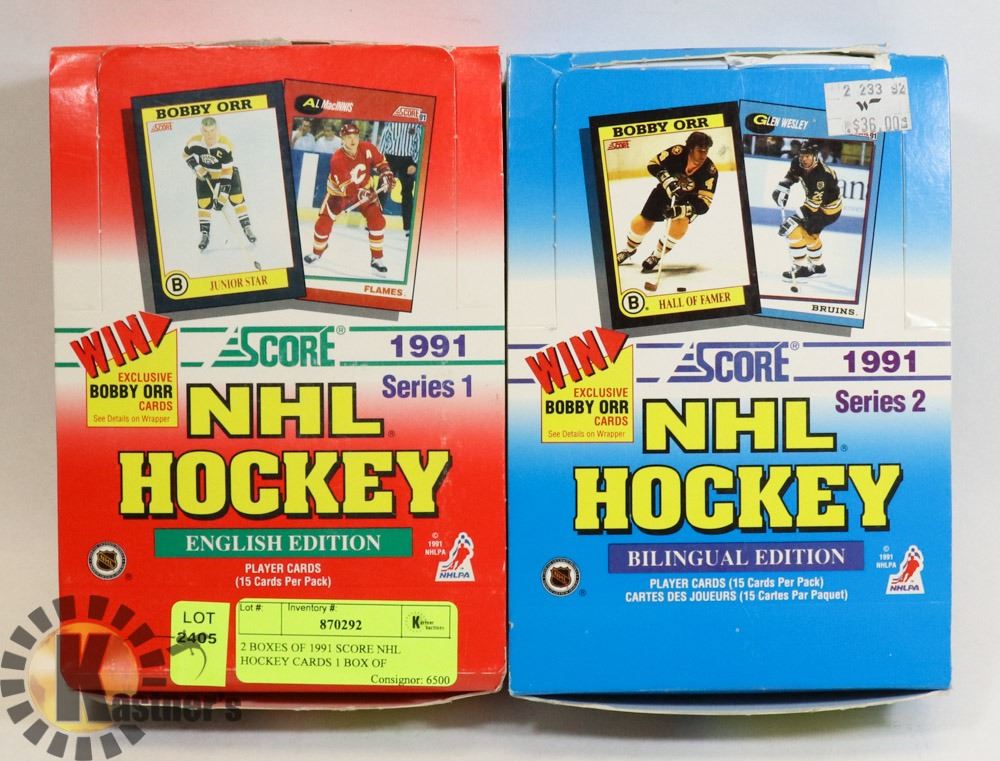 BOBBY ORR
SCORE
B
JUNIOR STAR
AL MacINNIS
SCORE 91
FLAMES
WIN
EXCLUSIVE
BOBBY ORR
CARDS
See Details on Wrapper
SCORE®
1991
Series 1
NHL®
HOCKEY
ENGLISH EDITION
PLAYER CARDS
(15 Cards Per Pack)
© 1991
NHLPA
NHLPA
LOT
2405
Lot #:
Inventory #:
870292
2 BOXES OF 1991 SCORE NHL
HOCKEY CARDS 1 BOX OF
Consignor: 6500
Kastner's
BOBBY ORR
SCORE
B
HALL OF FAMER
GLEN WESLEY
91
BRUINS.
2 233 92
W
$36.00
WIN
EXCLUSIVE
BOBBY ORR
CARDS
See Details on Wrapper
SCORE®
1991
Series 2
NHL®
HOCKEY
BILINGUAL EDITION
PLAYER CARDS (15 Cards Per Pack)
CARTES DES JOUEURS (15 Cartes Par Paquet)
© 1991
NHLPA
NHLPA